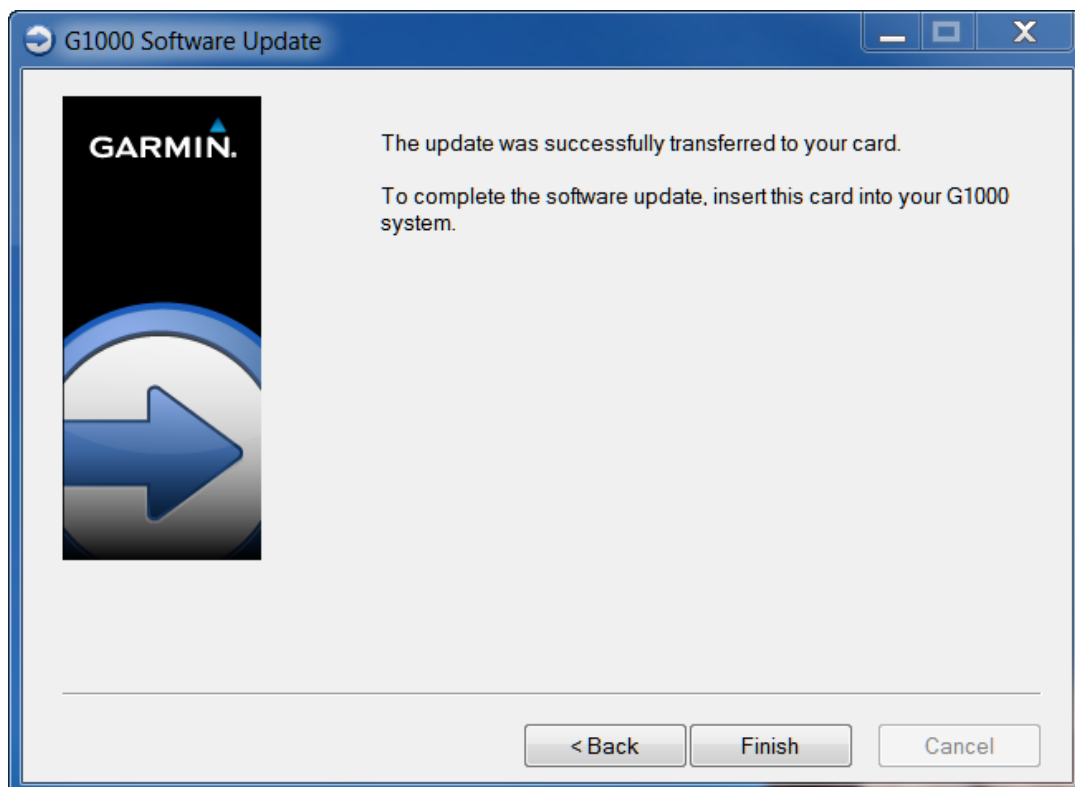 G1000 Software Update
GARMIN.
The update was successfully transferred to your card.
To complete the software update, insert this card into your G1000
system.
< Back
Finish
Cancel